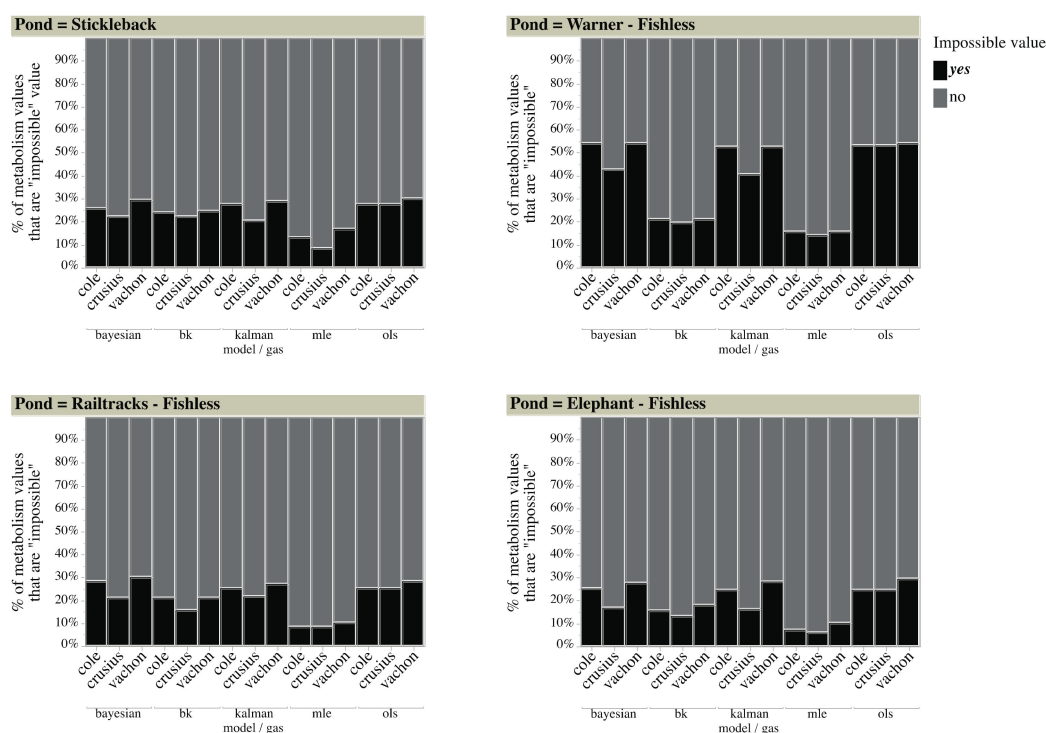 Pond = Stickleback
% of metabolism values
that are "impossible" value
90%
80%
70%
60%
50%
40%
30%
20%
10%
0%
cole crusius vachon cole crusius vachon cole crusius vachon cole crusius vachon cole crusius vachon
bayesian bk kalman mle ols
model / gas
Pond = Warner - Fishless
% of metabolism values
that are "impossible"
90%
80%
70%
60%
50%
40%
30%
20%
10%
0%
cole crusius vachon cole crusius vachon cole crusius vachon cole crusius vachon cole crusius vachon
bayesian bk kalman mle ols
model / gas
Impossible value
yes
no
Pond = Railtracks - Fishless
% of metabolism values
that are "impossible"
90%
80%
70%
60%
50%
40%
30%
20%
10%
0%
cole crusius vachon cole crusius vachon cole crusius vachon cole crusius vachon cole crusius vachon
bayesian bk kalman mle ols
model / gas
Pond = Elephant - Fishless
% of metabolism values
that are "impossible"
90%
80%
70%
60%
50%
40%
30%
20%
10%
0%
cole crusius vachon cole crusius vachon cole crusius vachon cole crusius vachon cole crusius vachon
bayesian bk kalman mle ols
model / gas